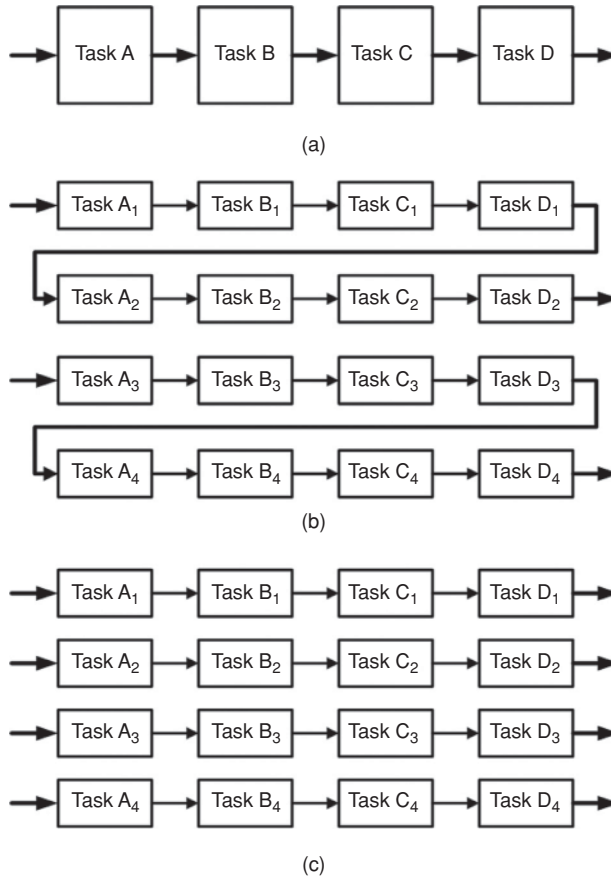 Task A Task B Task C Task D
(a)
Task A₁ Task B₁ Task C₁ Task D₁
Task A₂ Task B₂ Task C₂ Task D₂
Task A₃ Task B₃ Task C₃ Task D₃
Task A₄ Task B₄ Task C₄ Task D₄
(b)
Task A₁ Task B₁ Task C₁ Task D₁
Task A₂ Task B₂ Task C₂ Task D₂
Task A₃ Task B₃ Task C₃ Task D₃
Task A₄ Task B₄ Task C₄ Task D₄
(c)